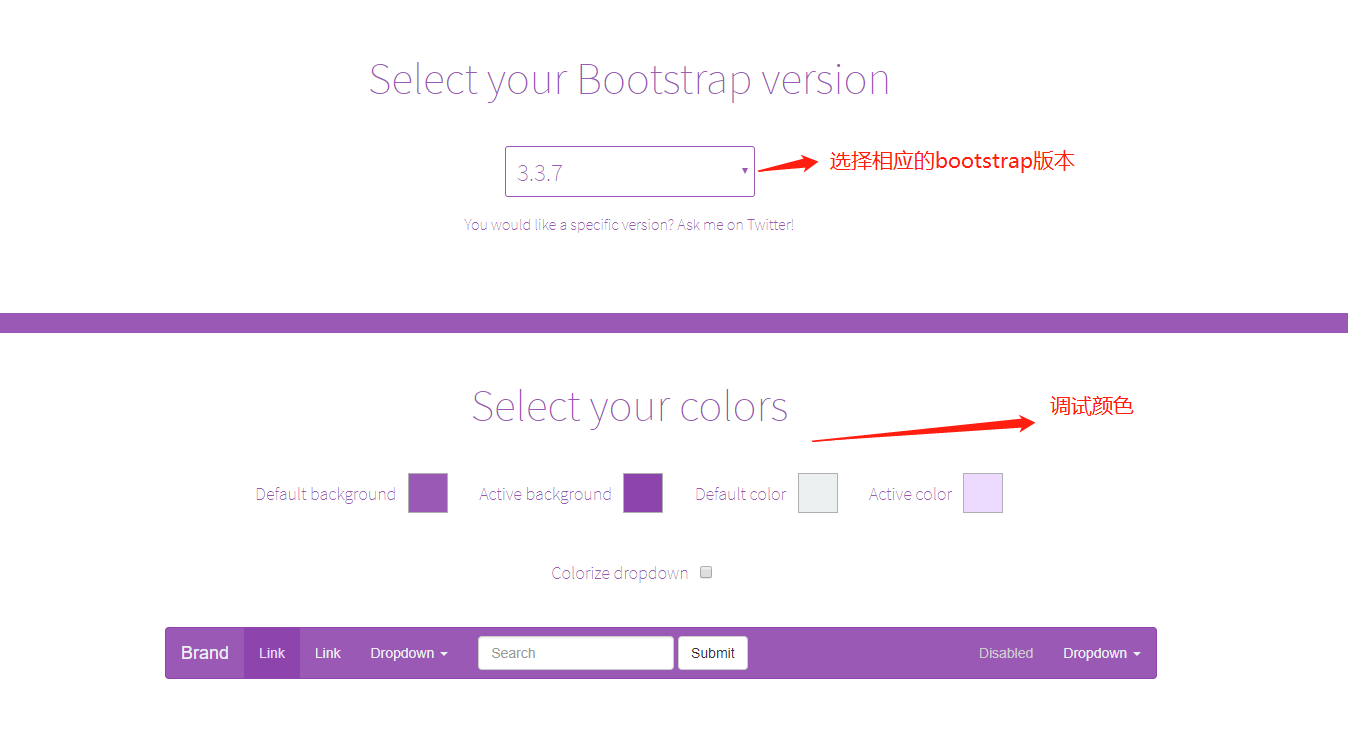 Select your Bootstrap version
3.3.7
选择相应的bootstrap版本
You would like a specific version? Ask me on Twitter!
Select your colors
调试颜色
Default background Active background Default color Active color
Colorize dropdown
Brand Link Link Dropdown Search Submit Disabled Dropdown